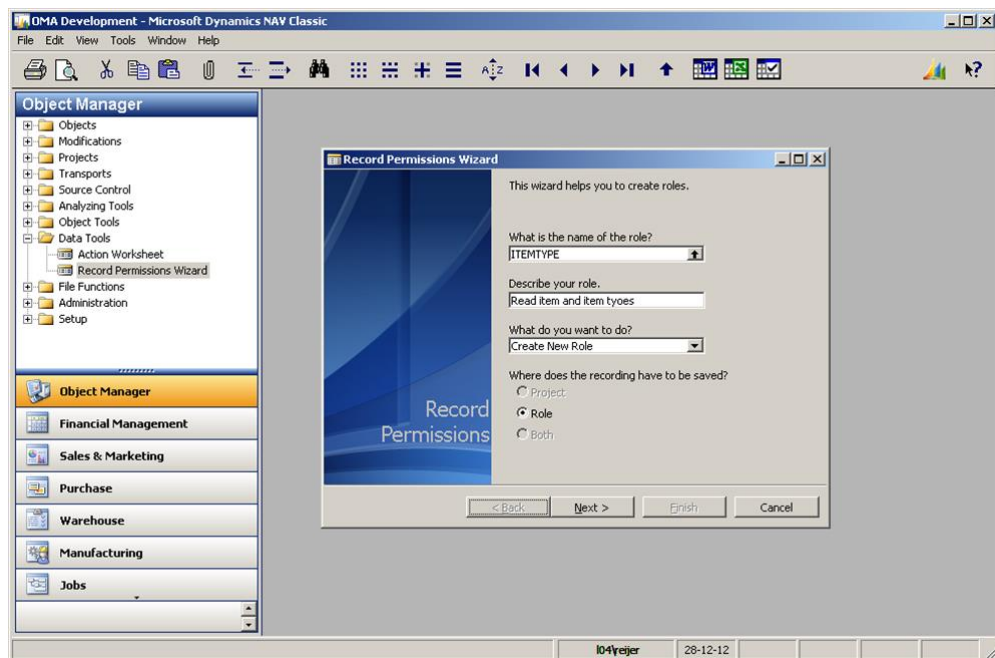 OMA Development - Microsoft Dynamics NAV Classic
File Edit View Tools Window Help
Object Manager
Objects
Modifications
Projects
Transports
Source Control
Analyzing Tools
Object Tools
Data Tools
Action Worksheet
Record Permissions Wizard
File Functions
Administration
Setup
Object Manager
Financial Management
Sales & Marketing
Purchase
Warehouse
Manufacturing
Jobs
Record Permissions Wizard
This wizard helps you to create roles.
What is the name of the role?
ITEMTYPE
Describe your role.
Read item and item tyoes
What do you want to do?
Create New Role
Where does the recording have to be saved?
Project
Role
Both
Record
Permissions
< Back Next > Finish Cancel
l04\reijer 28-12-12